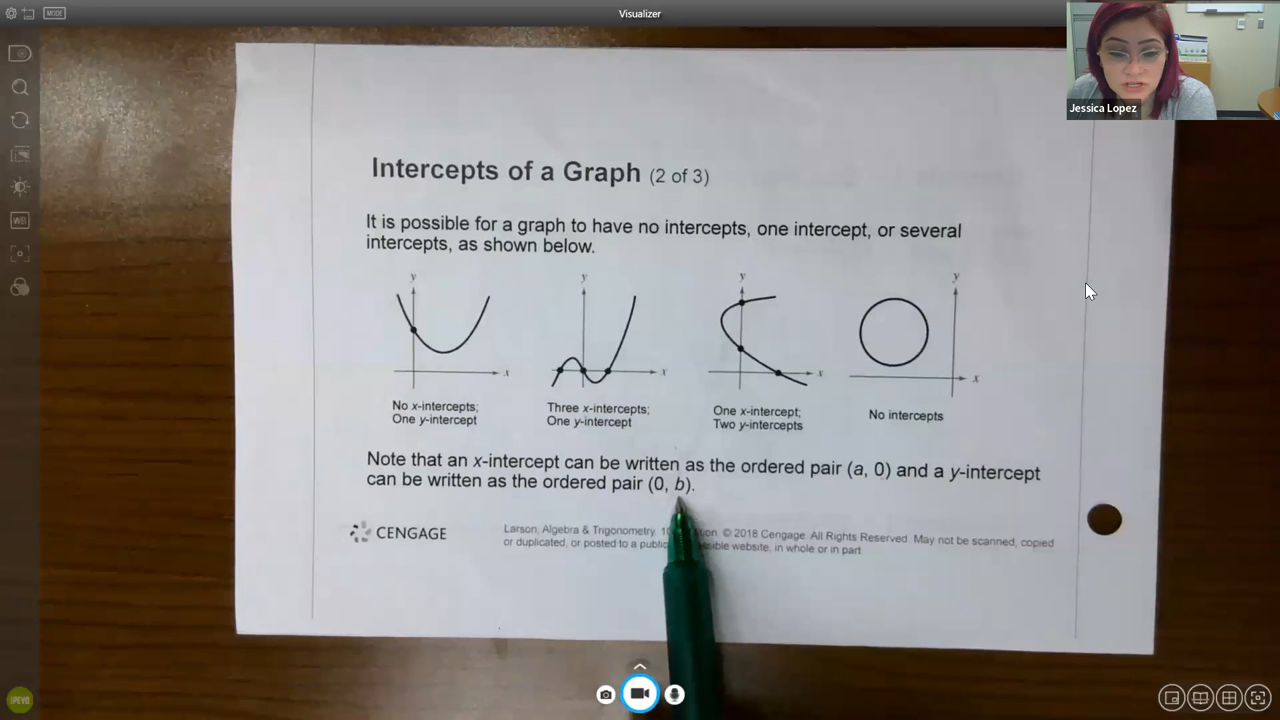 MODE
Visualizer
WB
Jessica Lopez
Intercepts of a Graph (2 of 3)
It is possible for a graph to have no intercepts, one intercept, or several
intercepts, as shown below.
y
x
y
x
y
x
y
x
No x-intercepts;
One y-intercept
Three x-intercepts;
One y-intercept
One x-intercept;
Two y-intercepts
No intercepts
Note that an x-intercept can be written as the ordered pair (a, 0) and a y-intercept
can be written as the ordered pair (0, b).
CENGAGE
Larson, Algebra & Trigonometry, © 2018 Cengage. All Rights Reserved. May not be scanned, copied
or duplicated, or posted to a website, in whole or in part
IPEVO